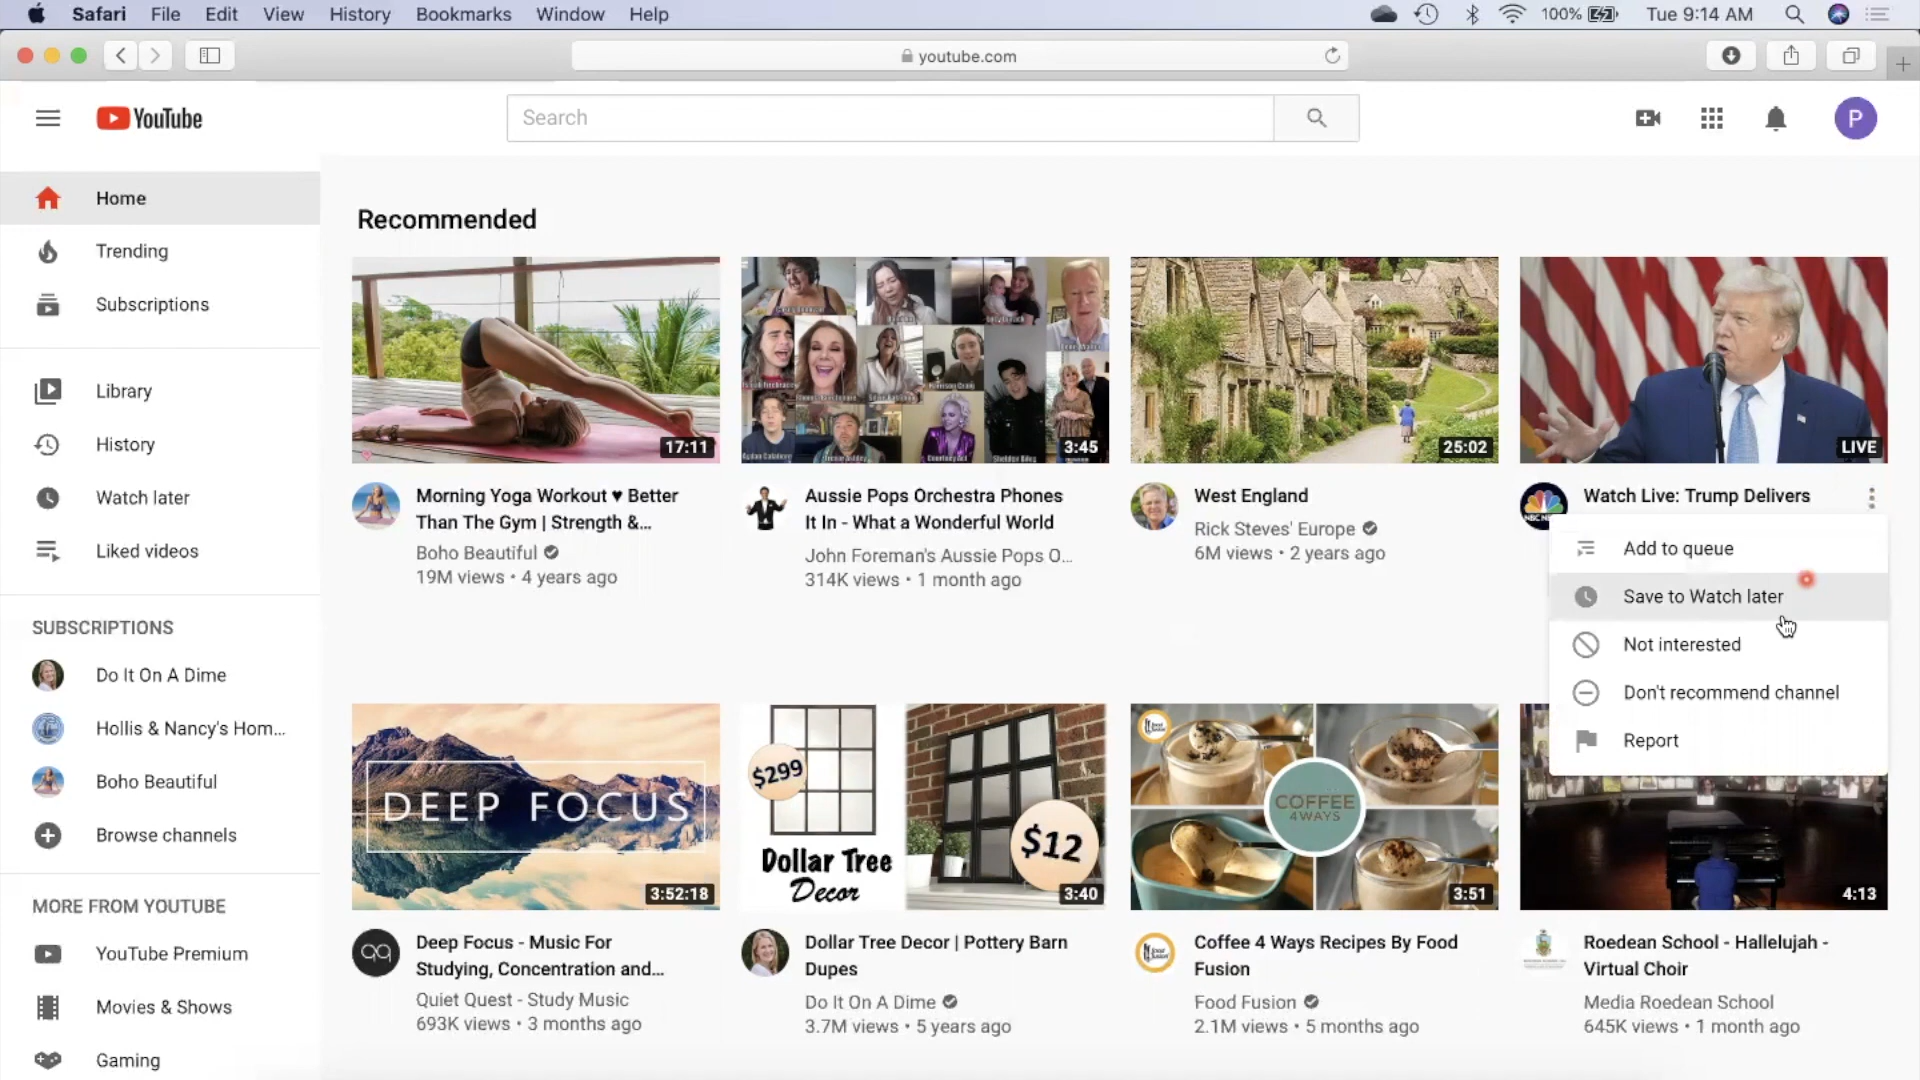 Safari File Edit View History Bookmarks Window Help 100% Tue 9:14 AM
youtube.com
YouTube
Search
P
Home
Trending
Subscriptions
Library
History
Watch later
Liked videos
SUBSCRIPTIONS
Do It On A Dime
Hollis & Nancy's Hom...
Boho Beautiful
Browse channels
MORE FROM YOUTUBE
YouTube Premium
Movies & Shows
Gaming
Recommended
17:11
Morning Yoga Workout ♥ Better
Than The Gym | Strength &...
Boho Beautiful
19M views • 4 years ago
3:45
Aussie Pops Orchestra Phones
It In - What a Wonderful World
John Foreman's Aussie Pops O...
314K views • 1 month ago
25:02
West England
Rick Steves' Europe
6M views • 2 years ago
LIVE
Watch Live: Trump Delivers
Add to queue
Save to Watch later
Not interested
Don't recommend channel
Report
DEEP FOCUS
3:52:18
Deep Focus - Music For
Studying, Concentration and...
Quiet Quest - Study Music
693K views • 3 months ago
$299
$12
Dollar Tree
Decor
3:40
Dollar Tree Decor | Pottery Barn
Dupes
Do It On A Dime
3.7M views • 5 years ago
COFFEE
4WAYS
3:51
Coffee 4 Ways Recipes By Food
Fusion
Food Fusion
2.1M views • 5 months ago
4:13
Roedean School - Hallelujah -
Virtual Choir
Media Roedean School
645K views • 1 month ago